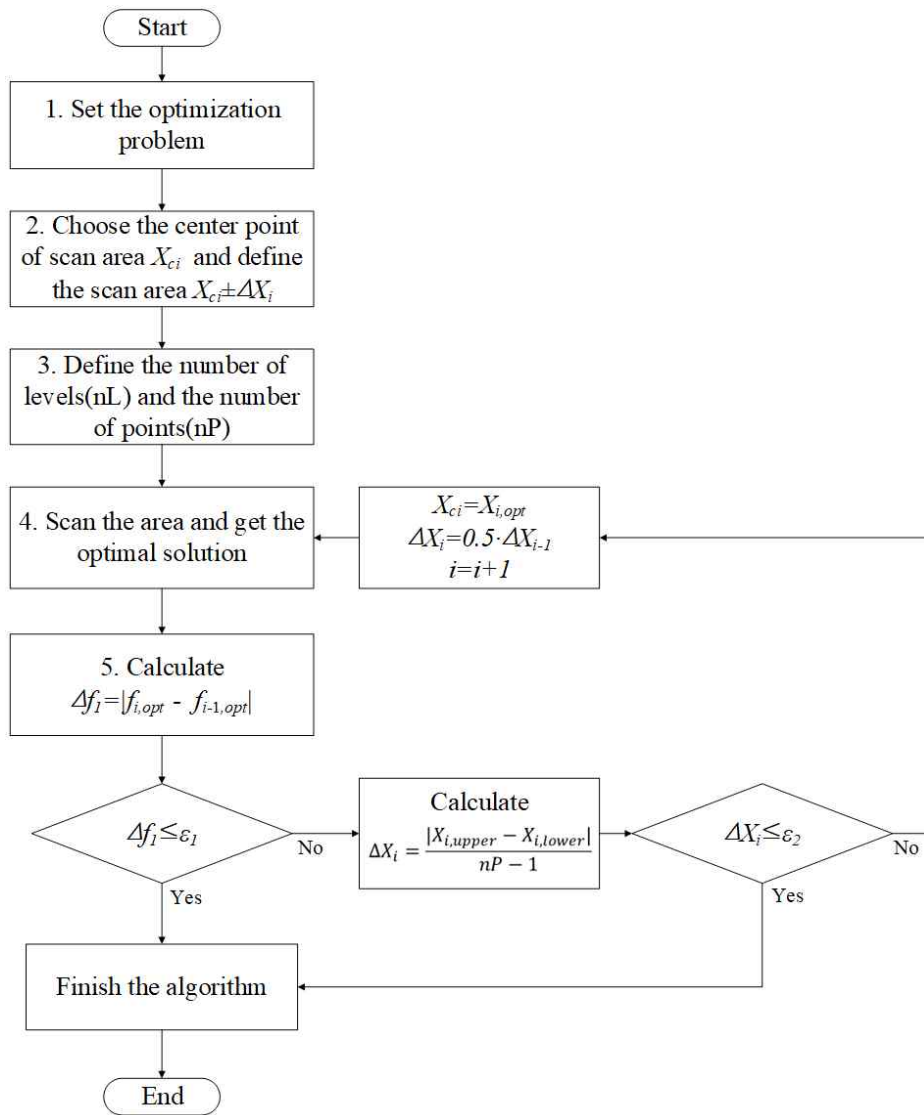 Start
1. Set the optimization
problem
2. Choose the center point
of scan area X_ci and define
the scan area X_ci±ΔX_i
3. Define the number of
levels(nL) and the number
of points(nP)
4. Scan the area and get the
optimal solution
X_ci=X_i,opt
ΔX_i=0.5·ΔX_i-1
i=i+1
5. Calculate
Δf_1=|f_i,opt - f_i-1,opt|
Δf_1≤ε_1
No
Yes
Calculate
ΔX_i = |X_i,upper − X_i,lower| / nP − 1
ΔX_i≤ε_2
No
Yes
Finish the algorithm
End